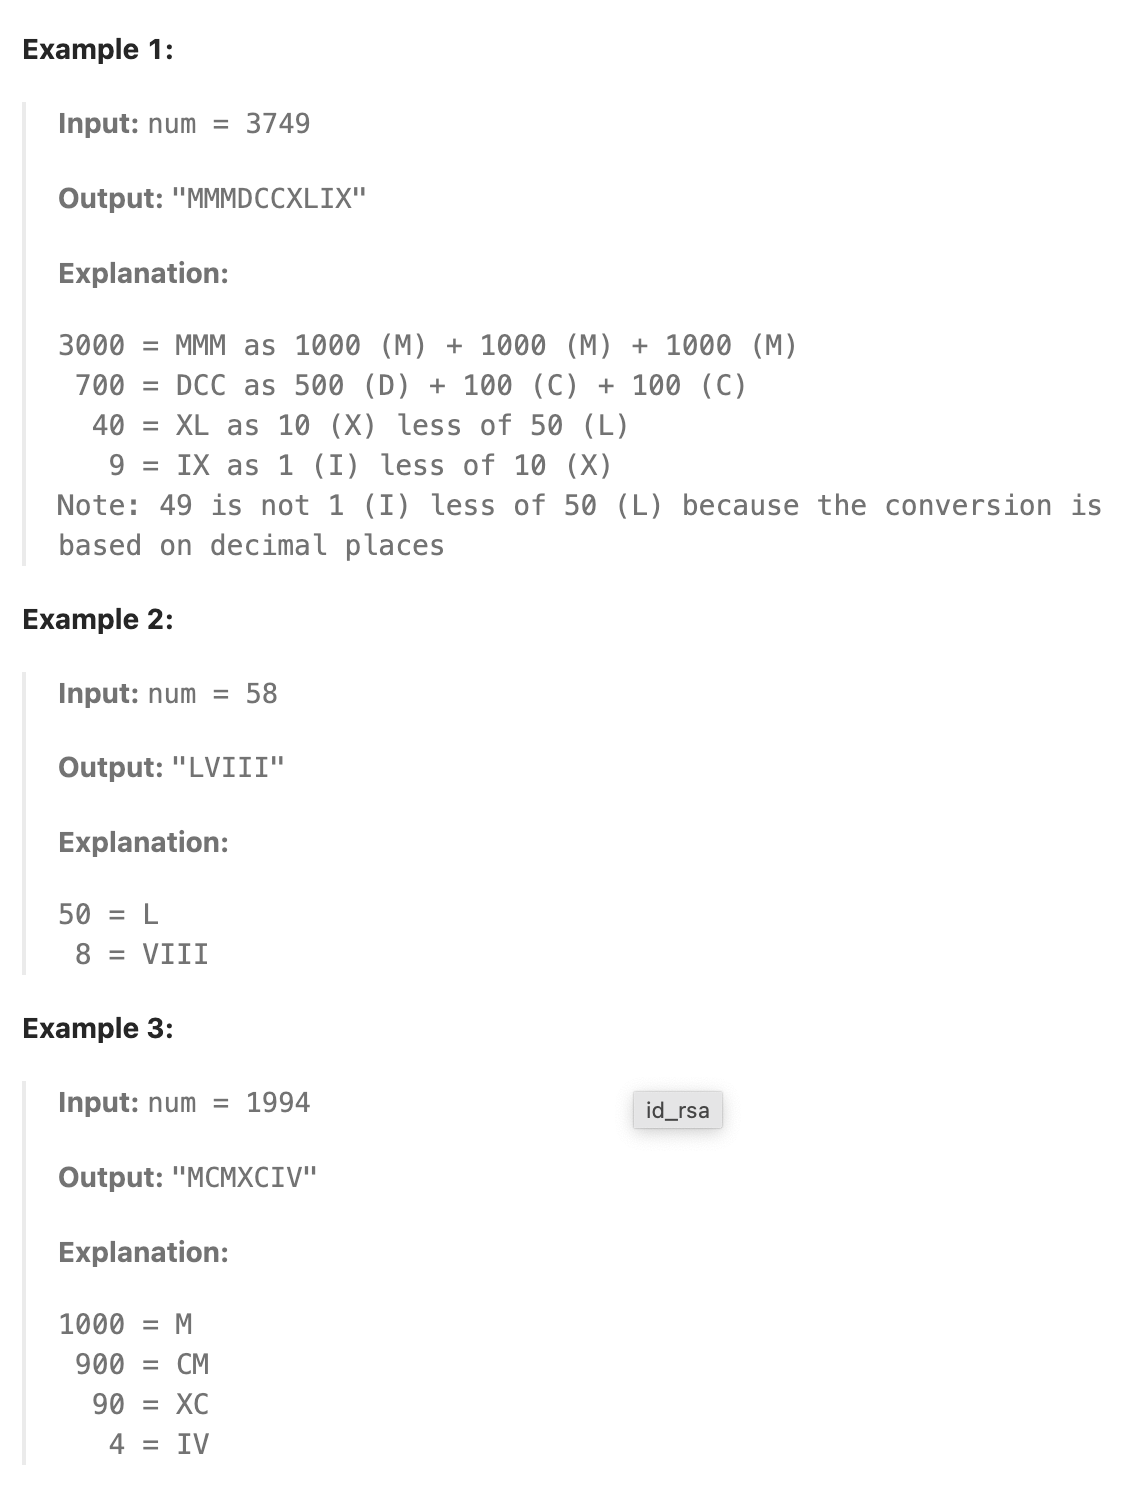 Example 1:
Input: num = 3749
Output: "MMMDCCXLIX"
Explanation:
3000 = MMM as 1000 (M) + 1000 (M) + 1000 (M)
 700 = DCC as 500 (D) + 100 (C) + 100 (C)
  40 = XL as 10 (X) less of 50 (L)
   9 = IX as 1 (I) less of 10 (X)
Note: 49 is not 1 (I) less of 50 (L) because the conversion is
based on decimal places
Example 2:
Input: num = 58
Output: "LVIII"
Explanation:
50 = L
 8 = VIII
Example 3:
Input: num = 1994
id_rsa
Output: "MCMXCIV"
Explanation:
1000 = M
 900 = CM
  90 = XC
   4 = IV